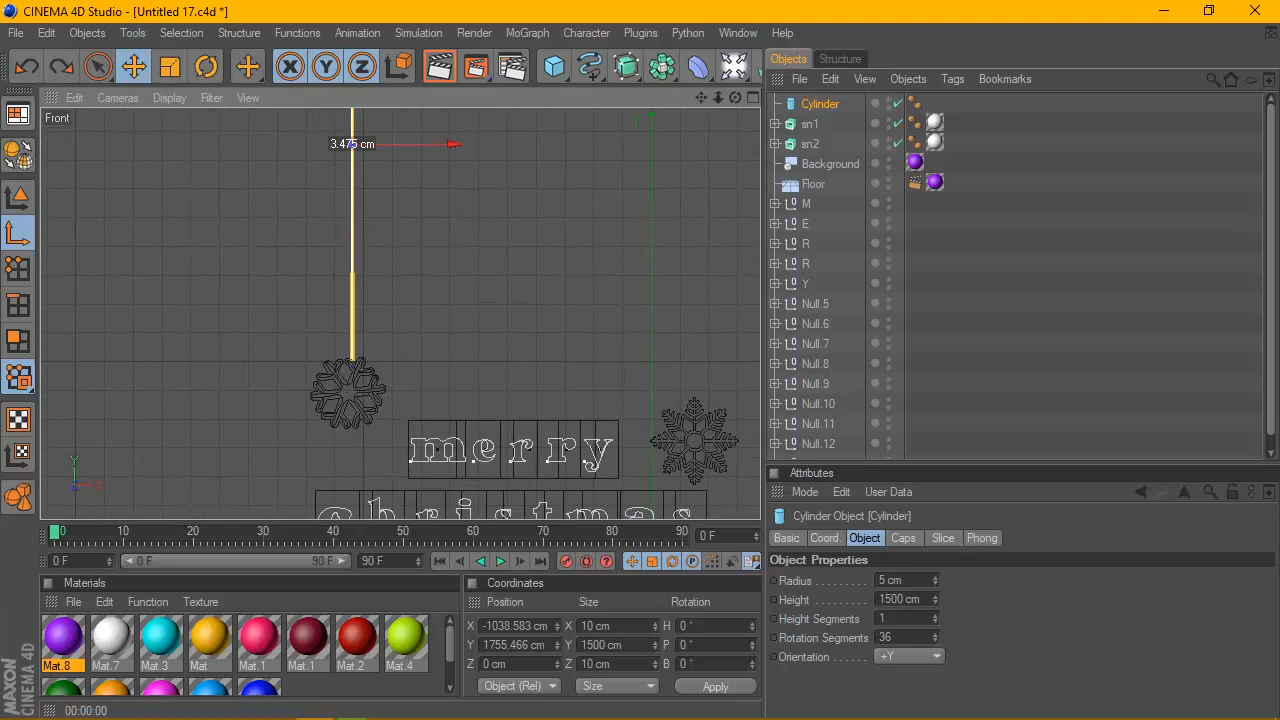 CINEMA 4D Studio - [Untitled 17.c4d *]
File Edit Objects Tools Selection Structure Functions Animation Simulation Render MoGraph Character Plugins Python Window Help
X Y Z
Objects Structure
Edit Cameras Display Filter View
File Edit View Objects Tags Bookmarks
Front
Y
3.475 cm
Cylinder
sn1
sn2
Background
Floor
M
E
R
R
Y
Null.5
Null.6
Null.7
Null.8
Null.9
Null.10
Null.11
Null.12
merry
christmas
Y
X
Attributes
Mode Edit User Data
Cylinder Object [Cylinder]
Basic Coord. Object Caps Slice Phong
Object Properties
Radius . . . . . . . . . 5 cm
Height . . . . . . . . . 1500 cm
Height Segments 1
Rotation Segments 36
Orientation . . . . . . +Y
0 10 20 30 40 50 60 70 80 90 0 F
0 F 0 F 90 F 90 F
Materials
File Edit Function Texture
Mat.8 Mat.7 Mat.3 Mat Mat.1 Mat.1 Mat.2 Mat.4
Coordinates
Position Size Rotation
X -1038.583 cm X 10 cm H 0 °
Y 1755.466 cm Y 1500 cm P 0 °
Z 0 cm Z 10 cm B 0 °
Object (Rel) Size Apply
MAXON
CINEMA 4D
00:00:00